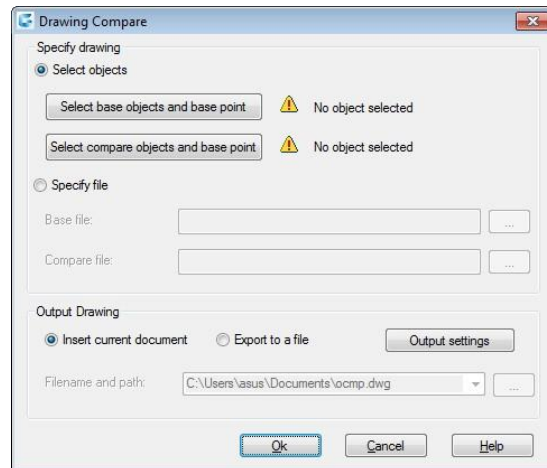 Drawing Compare
Specify drawing
Select objects
Select base objects and base point No object selected
Select compare objects and base point No object selected
Specify file
Base file: ...
Compare file: ...
Output Drawing
Insert current document Export to a file Output settings
Filename and path: C:\Users\asus\Documents\ocmp.dwg ...
Ok Cancel Help